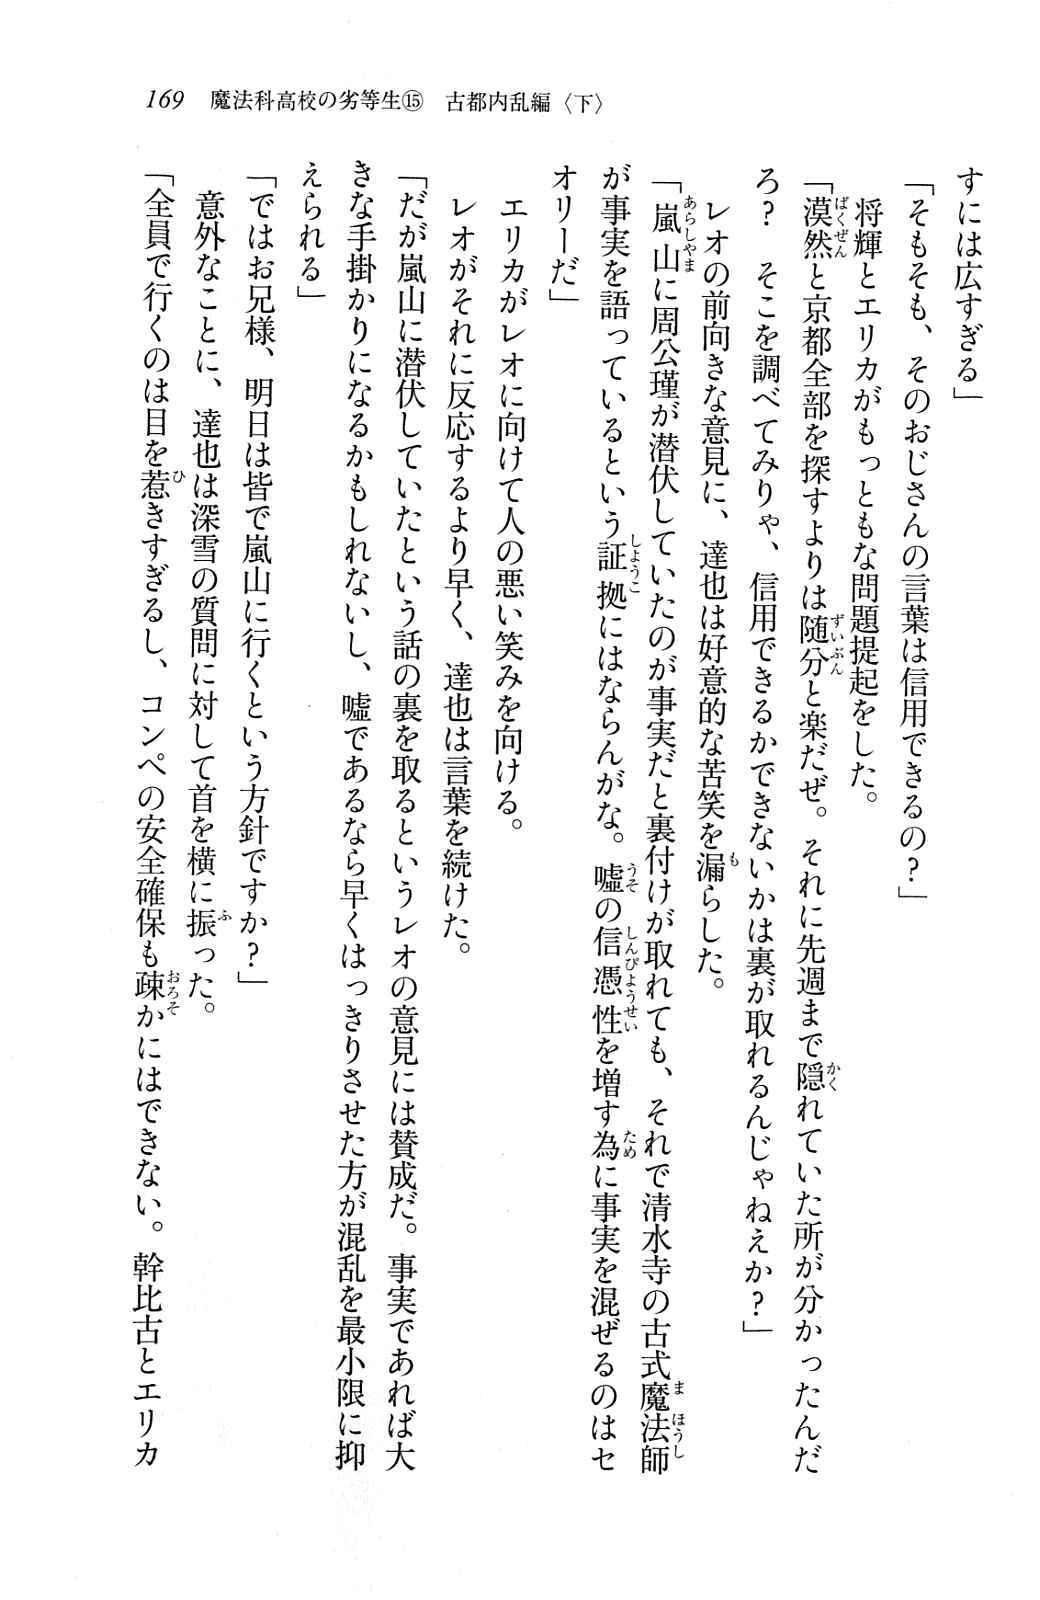 169　魔法科高校の劣等生⑮　古都内乱編〈下〉
すには広すぎる」
「そもそも、そのおじさんの言葉は信用できるの？」
　将輝とエリカがもっともな問題提起をした。
「漠然と京都全部を探すよりは随分と楽だぜ。それに先週まで隠れていた所が分かったんだ
ろ？　そこを調べてみりゃ、信用できるかできないかは裏が取れるんじゃねえか？」
　レオの前向きな意見に、達也は好意的な苦笑を漏らした。
「嵐山に周公瑾が潜伏していたのが事実だと裏付けが取れても、それで清水寺の古式魔法師
が事実を語っているという証拠にはならんがな。嘘の信憑性を増す為に事実を混ぜるのはセ
オリーだ」
　エリカがレオに向けて人の悪い笑みを向ける。
　レオがそれに反応するより早く、達也は言葉を続けた。
「だが嵐山に潜伏していたという話の裏を取るというレオの意見には賛成だ。事実であれば大
きな手掛かりになるかもしれないし、嘘であるなら早くはっきりさせた方が混乱を最小限に抑
えられる」
「ではお兄様、明日は皆で嵐山に行くという方針ですか？」
　意外なことに、達也は深雪の質問に対して首を横に振った。
「全員で行くのは目を惹きすぎるし、コンペの安全確保も疎かにはできない。幹比古とエリカ